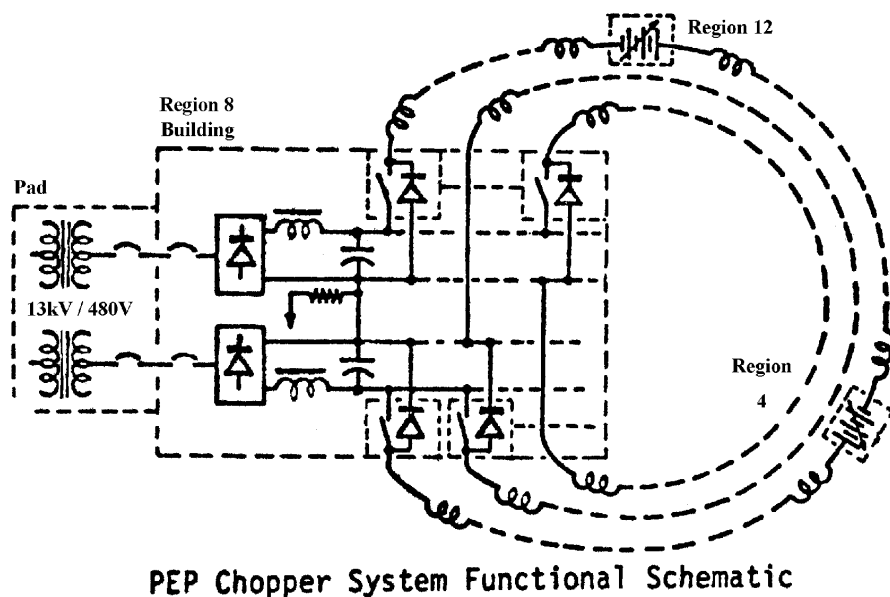 Region 12
Region 8
Building
Pad
13kV / 480V
Region
4
PEP Chopper System Functional Schematic